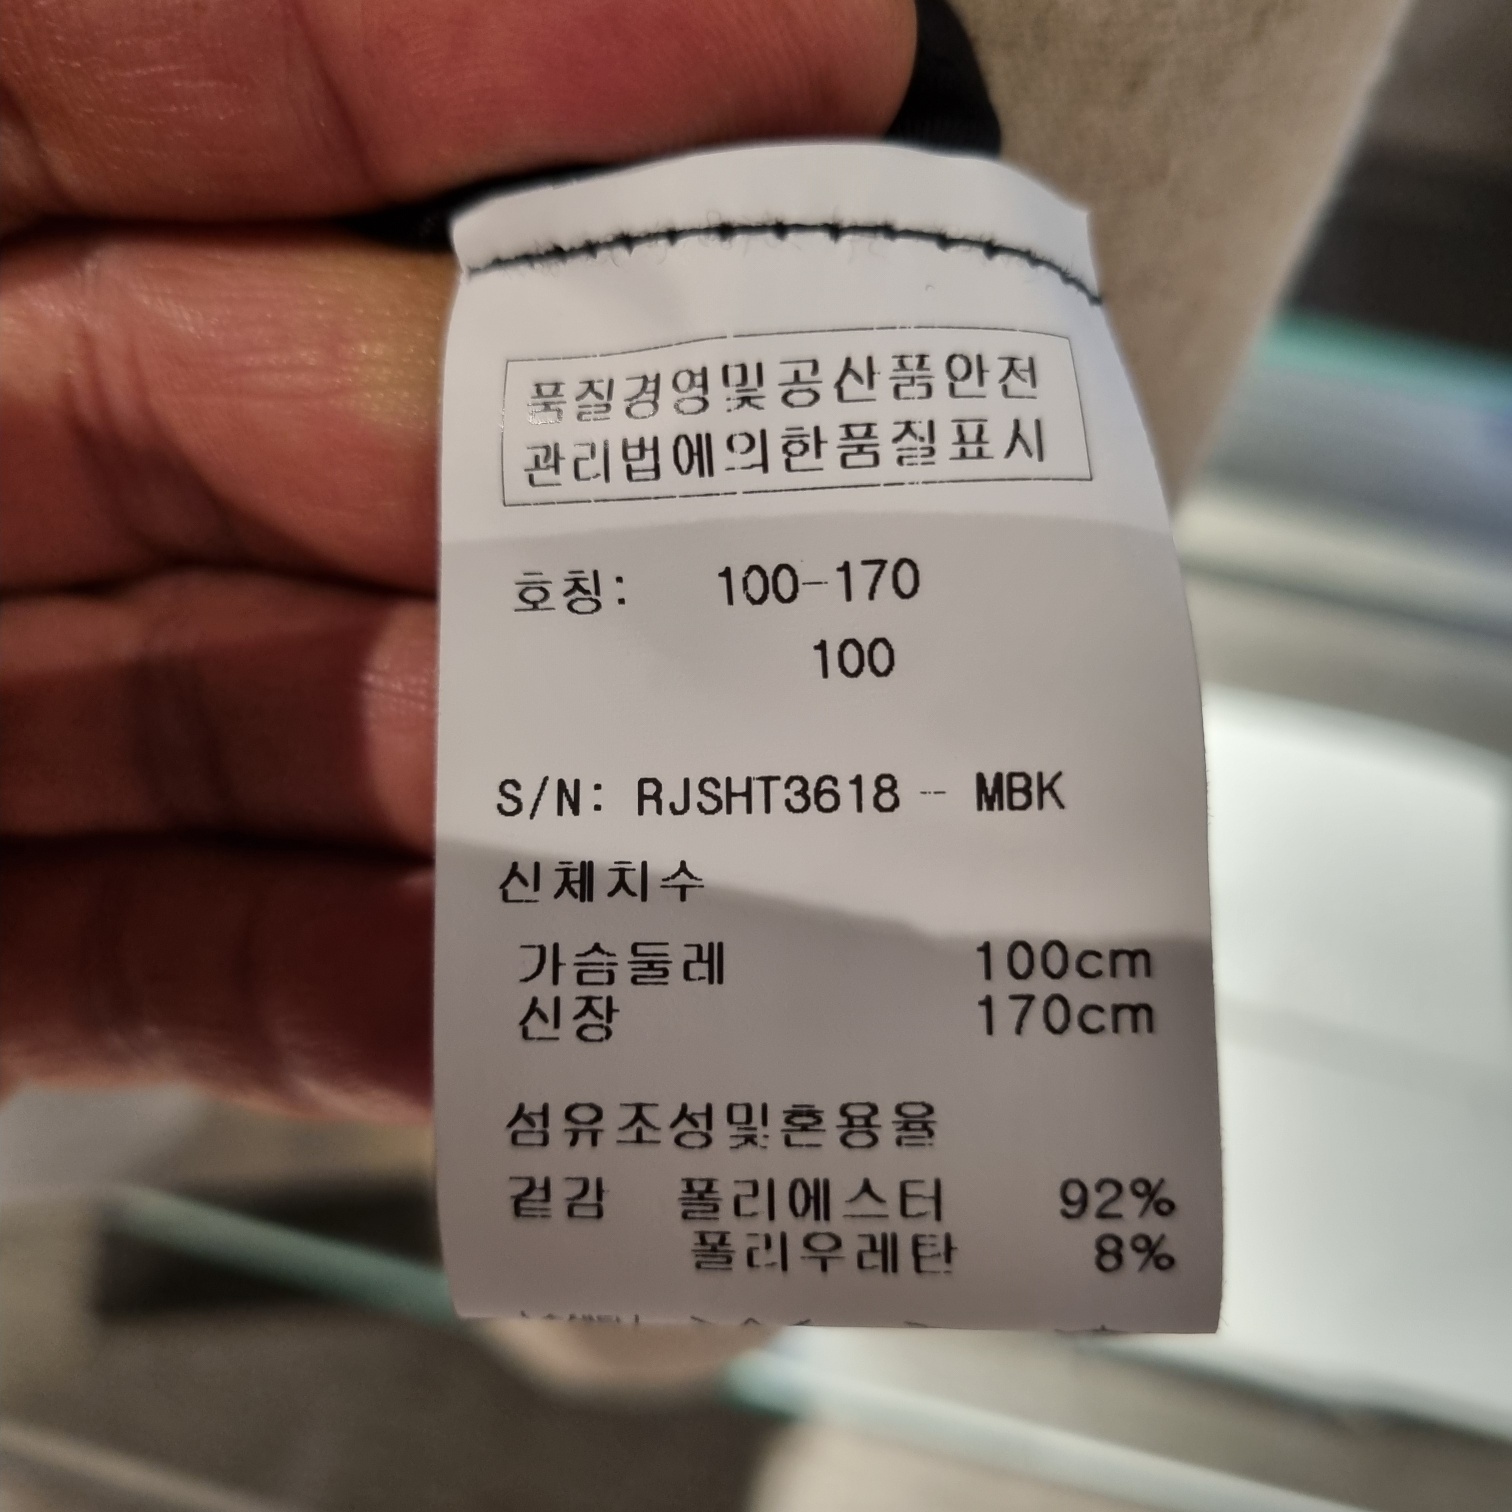 품질경영및공산품안전
관리법에의한품질표시
호칭: 100-170
100
S/N: RJSHT3618 - MBK
신체치수
가슴둘레 100cm
신장 170cm
섬유조성및혼용율
겉감 폴리에스터 92%
폴리우레탄 8%